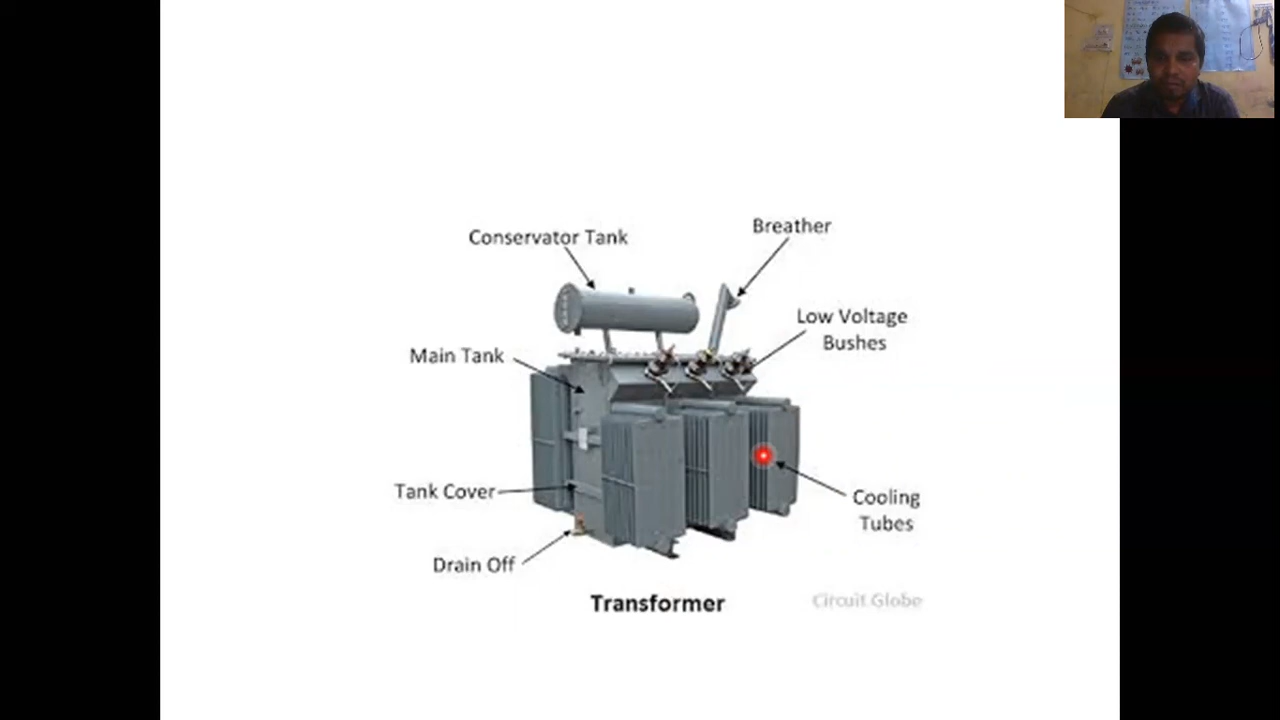 Breather
Conservator Tank
Low Voltage
Bushes
Main Tank
Tank Cover
Cooling
Tubes
Drain Off
Transformer
Circuit Globe